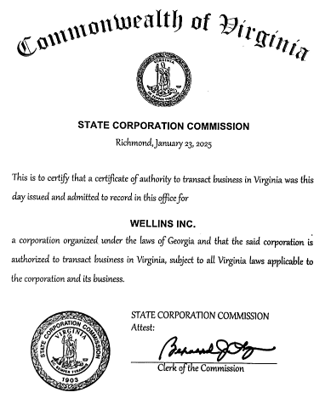 Commonwealth of Virginia
VIRGINIA
STATE CORPORATION COMMISSION
Richmond, January 23, 2025
This is to certify that a certificate of authority to transact business in Virginia was this
day issued and admitted to record in this office for
WELLINS INC.
a corporation organized under the laws of Georgia and that the said corporation is
authorized to transact business in Virginia, subject to all Virginia laws applicable to
the corporation and its business.
STATE CORPORATION COMMISSION
Attest:
Clerk of the Commission
STATE CORPORATION COMMISSION
VIRGINIA
1903